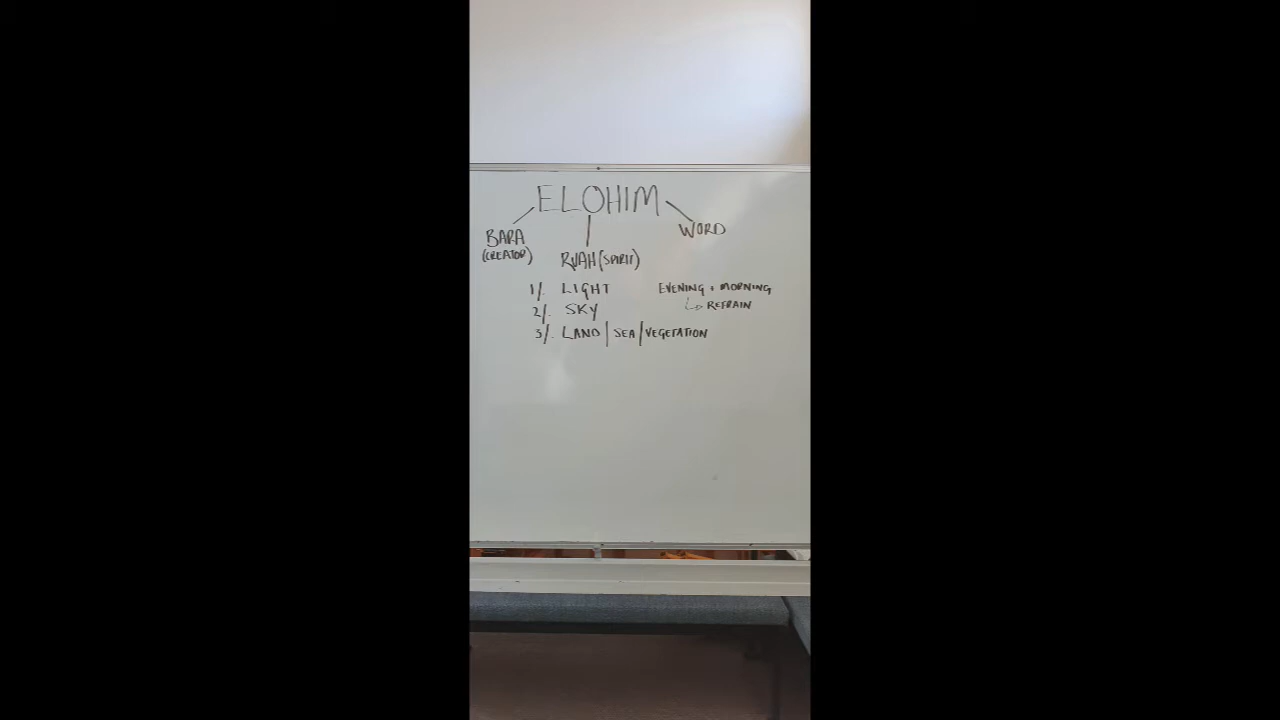 ELOHIM
BARA
(CREATOR)
RUAH (SPIRIT)
WORD
1/. LIGHT
2/. SKY
3/. LAND | SEA | VEGETATION
EVENING + MORNING
↳ REFRAIN